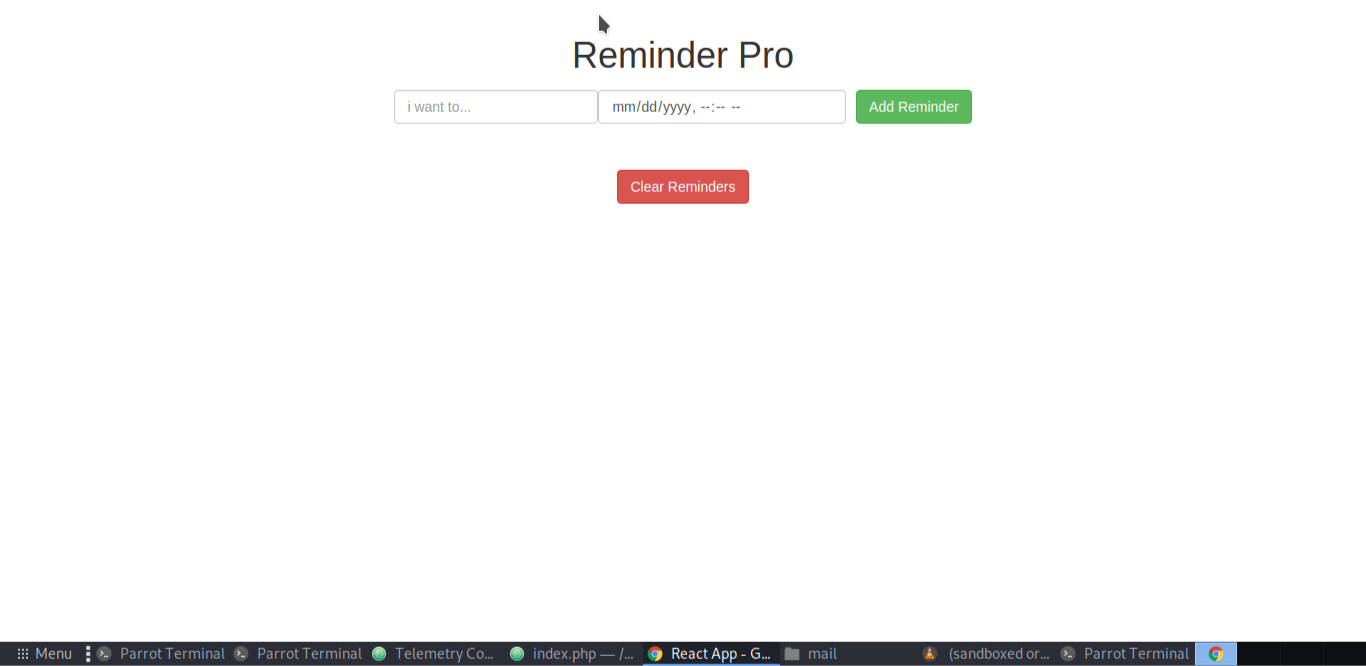 Reminder Pro
i want to... mm/dd/yyyy, --:-- -- Add Reminder
Clear Reminders
Menu Parrot Terminal Parrot Terminal Telemetry Co... index.php — /... React App - G... mail (sandboxed or... Parrot Terminal